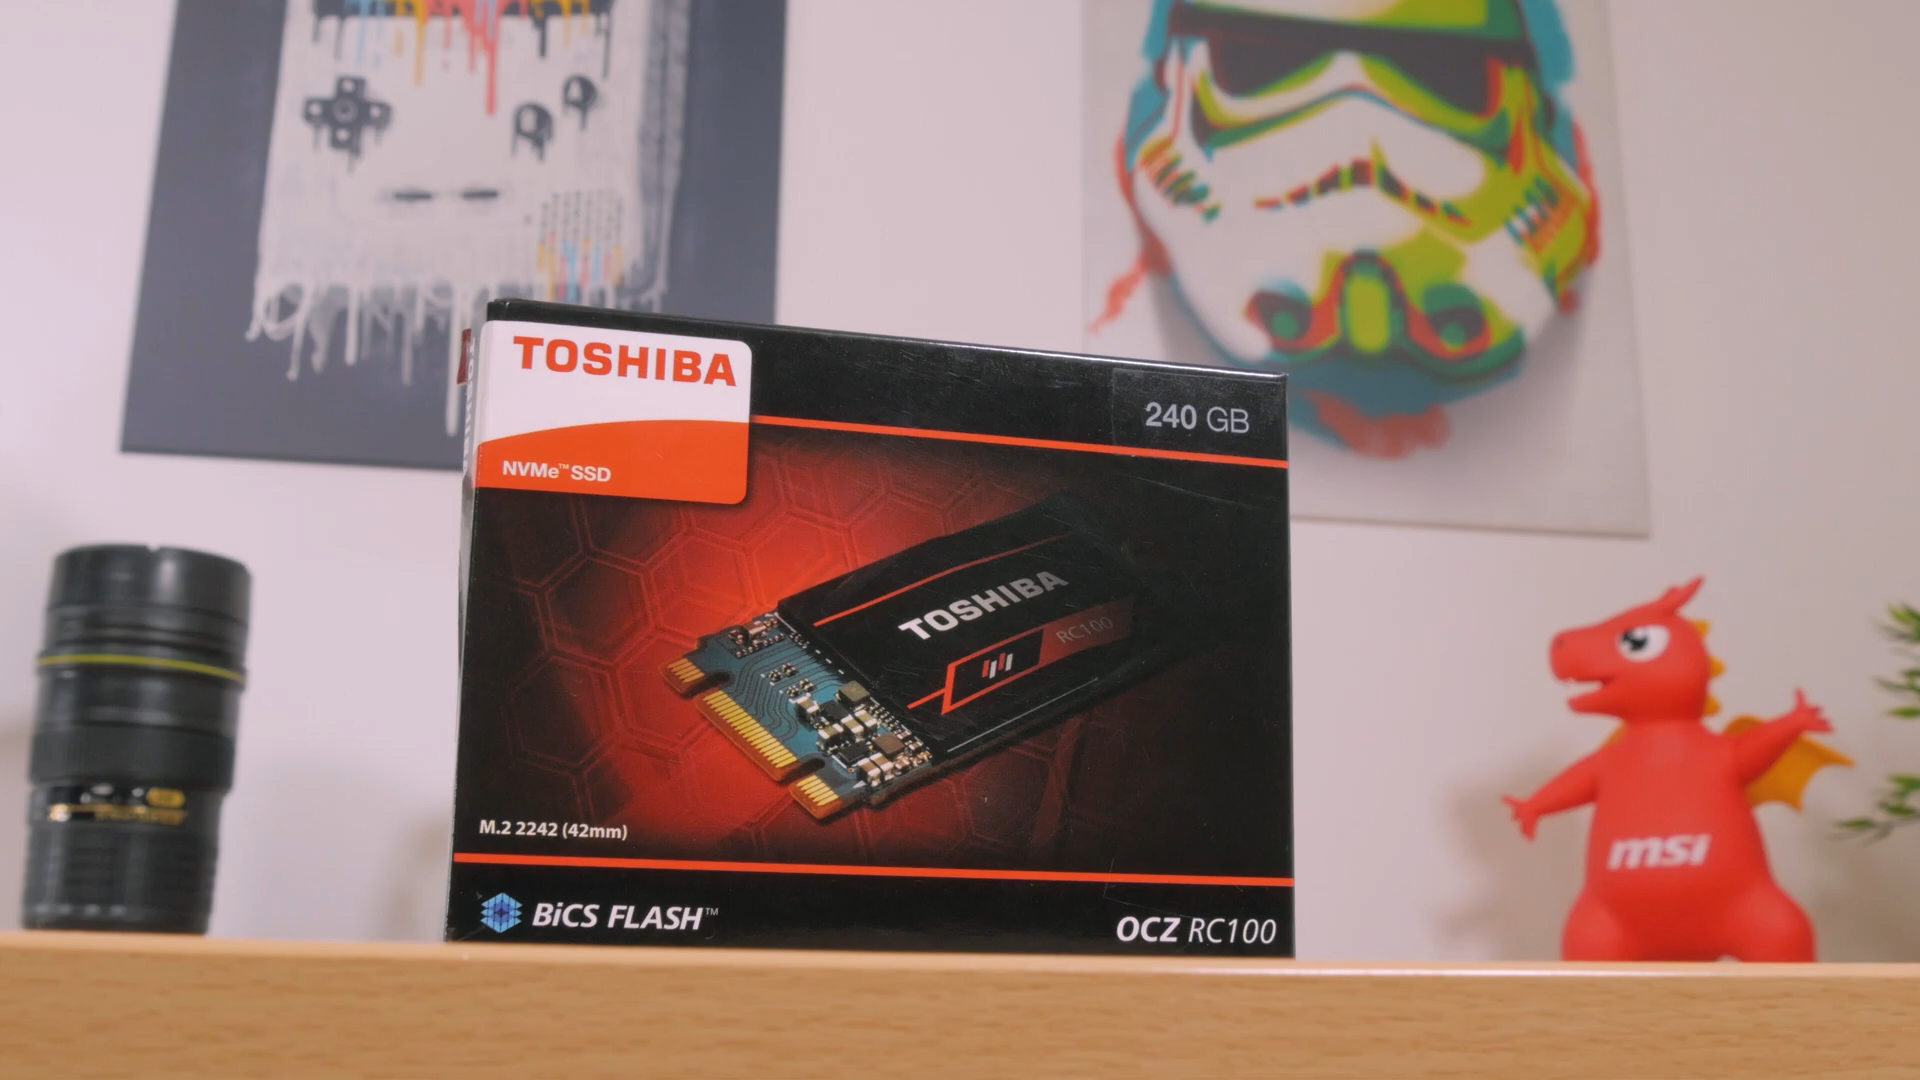 TOSHIBA
240 GB
NVMe™ SSD
TOSHIBA
RC100
M.2 2242 (42mm)
BiCS FLASH™
OCZ RC100
msi